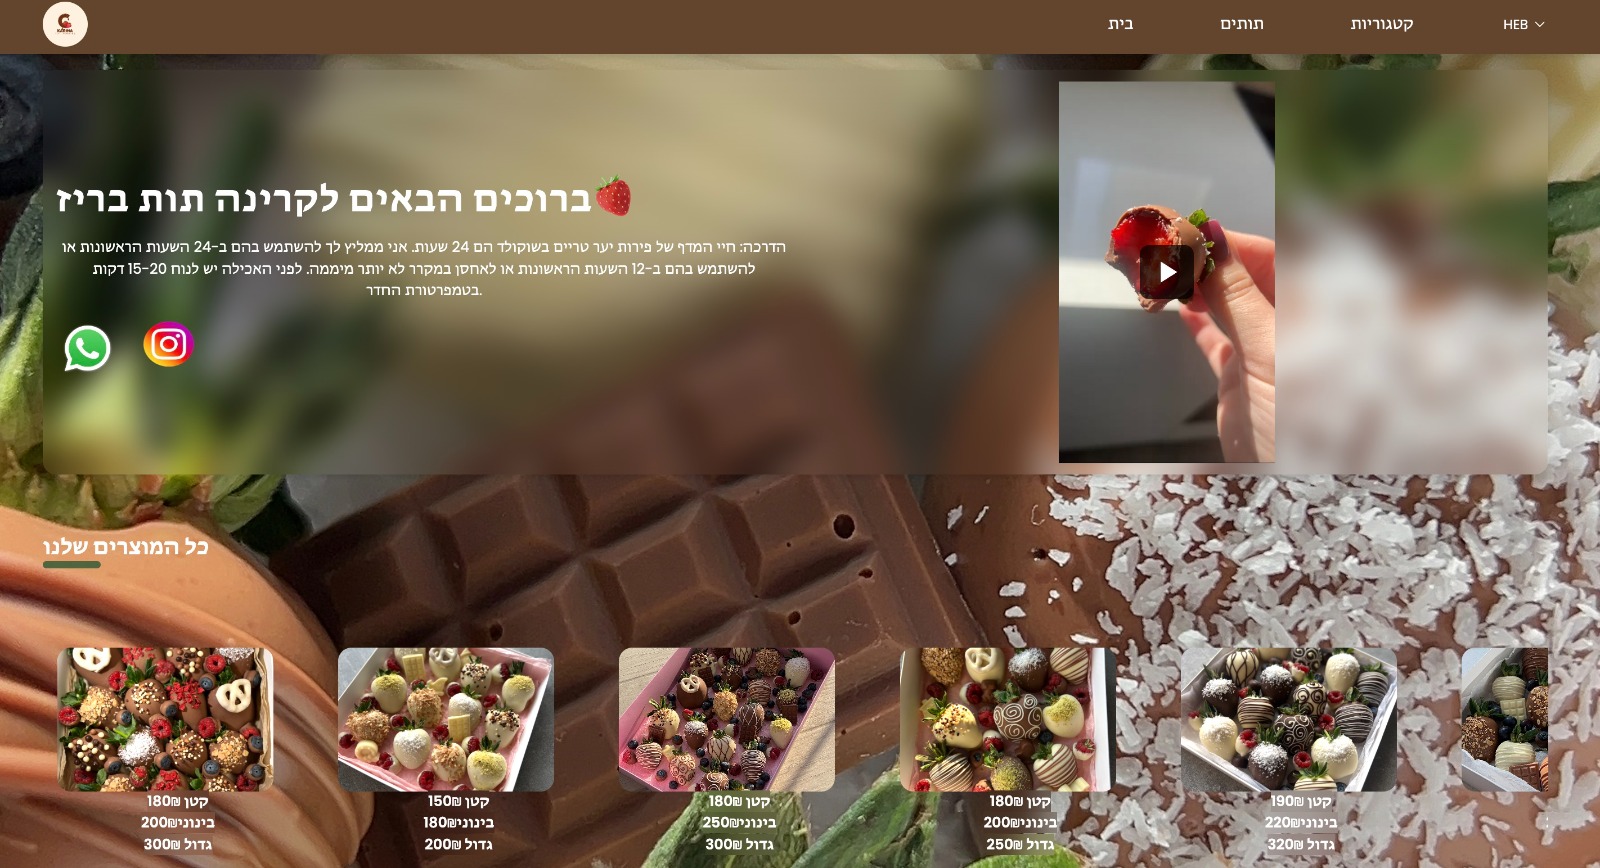 KARINA
בית
תותים
קטגוריות
HEB
ברוכים הבאים לקרינה תות בריז🍓
הדרכה: חיי המדף של פירות יער טריים בשוקולד הם 24 שעות. אני ממליץ לך להשתמש בהם ב-24 השעות הראשונות או
להשתמש בהם ב-12 השעות הראשונות או לאחסן במקרר לא יותר מיממה. לפני האכילה יש לנוח 15-20 דקות
בטמפרטורת החדר.
כל המוצרים שלנו
קטן ₪180
בינוני₪200
גדול ₪300
קטן ₪150
בינוני₪180
גדול ₪200
קטן ₪180
בינוני₪250
גדול ₪300
קטן ₪180
בינוני₪200
גדול ₪250
קטן ₪190
בינוני₪220
גדול ₪320